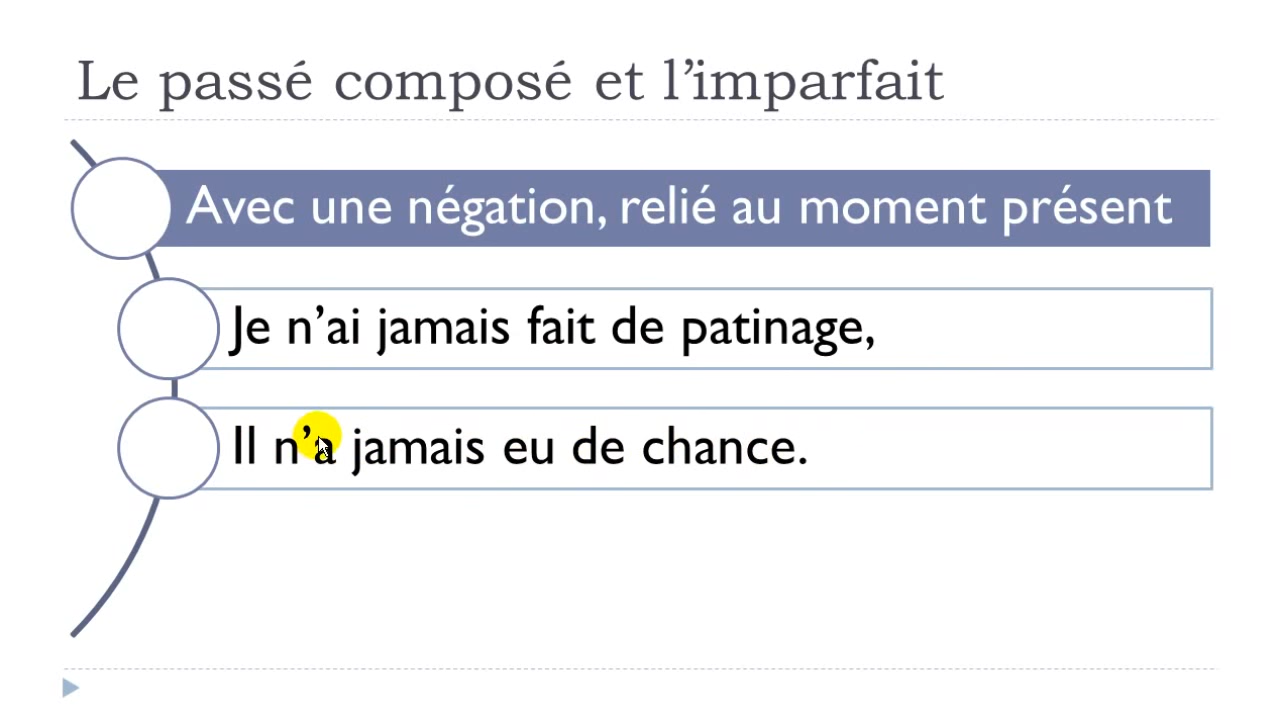 Le passé composé et l’imparfait
Avec une négation, relié au moment présent
Je n’ai jamais fait de patinage,
Il n’a jamais eu de chance.